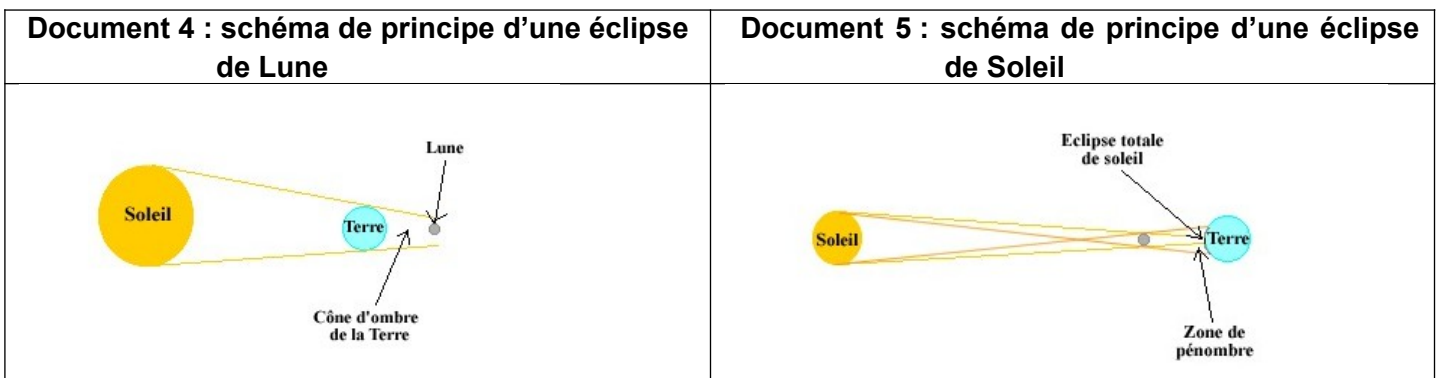 Document 4 : schéma de principe d’une éclipse
de Lune
Document 5 : schéma de principe d’une éclipse
de Soleil
Lune
Soleil
Terre
Cône d'ombre
de la Terre
Eclipse totale
de soleil
Soleil
Terre
Zone de
pénombre